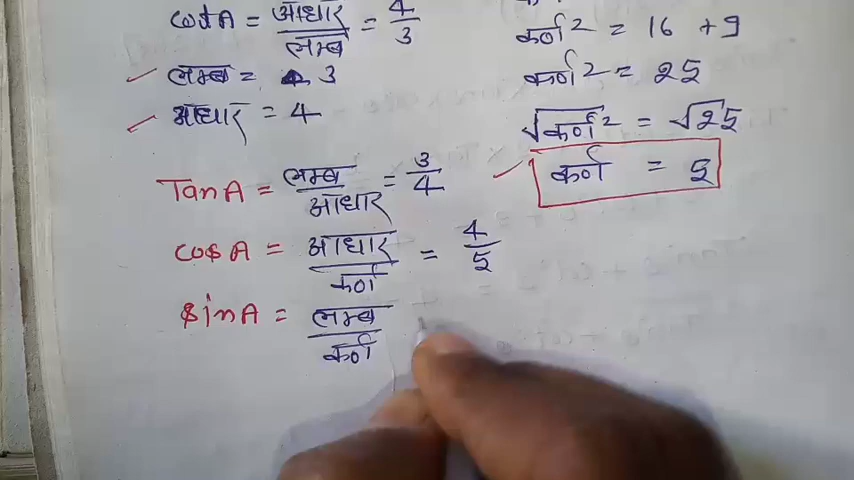 cotA = आधार/लम्ब = 4/3
लम्ब = 3
आधार = 4
TanA = लम्ब/आधार = 3/4
cosA = आधार/कर्ण = 4/5
sinA = लम्ब/कर्ण
कर्ण² = 16 + 9
कर्ण² = 25
√कर्ण² = √25
कर्ण = 5